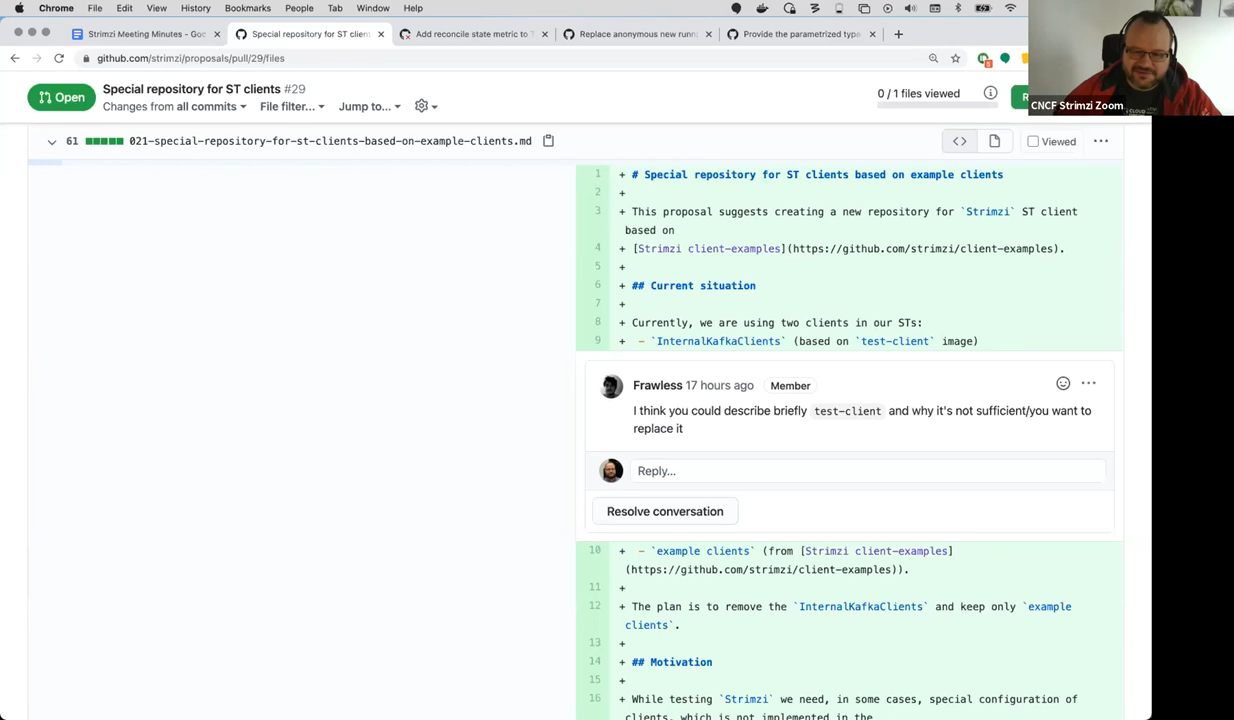 Chrome File Edit View History Bookmarks People Tab Window Help
Strimzi Meeting Minutes - Goo Special repository for ST client Add reconcile state metric to T Replace anonymous new runn Provide the parametrized type
github.com/strimzi/proposals/pull/29/files
Open
Special repository for ST clients #29
Changes from all commits File filter... Jump to...
0 / 1 files viewed
CNCF Strimzi Zoom
61 021-special-repository-for-st-clients-based-on-example-clients.md
Viewed
1 + # Special repository for ST clients based on example clients
2 +
3 + This proposal suggests creating a new repository for `Strimzi` ST client
based on
4 + [Strimzi client-examples](https://github.com/strimzi/client-examples).
5 +
6 + ## Current situation
7 +
8 + Currently, we are using two clients in our STs:
9 + - `InternalKafkaClients` (based on `test-client` image)
Frawless 17 hours ago Member
I think you could describe briefly test-client and why it's not sufficient/you want to
replace it
Reply...
Resolve conversation
10 + - `example clients` (from [Strimzi client-examples]
(https://github.com/strimzi/client-examples)).
11 +
12 + The plan is to remove the `InternalKafkaClients` and keep only `example
clients`.
13 +
14 + ## Motivation
15 +
16 + While testing `Strimzi` we need, in some cases, special configuration of
clients, which is not implemented in the